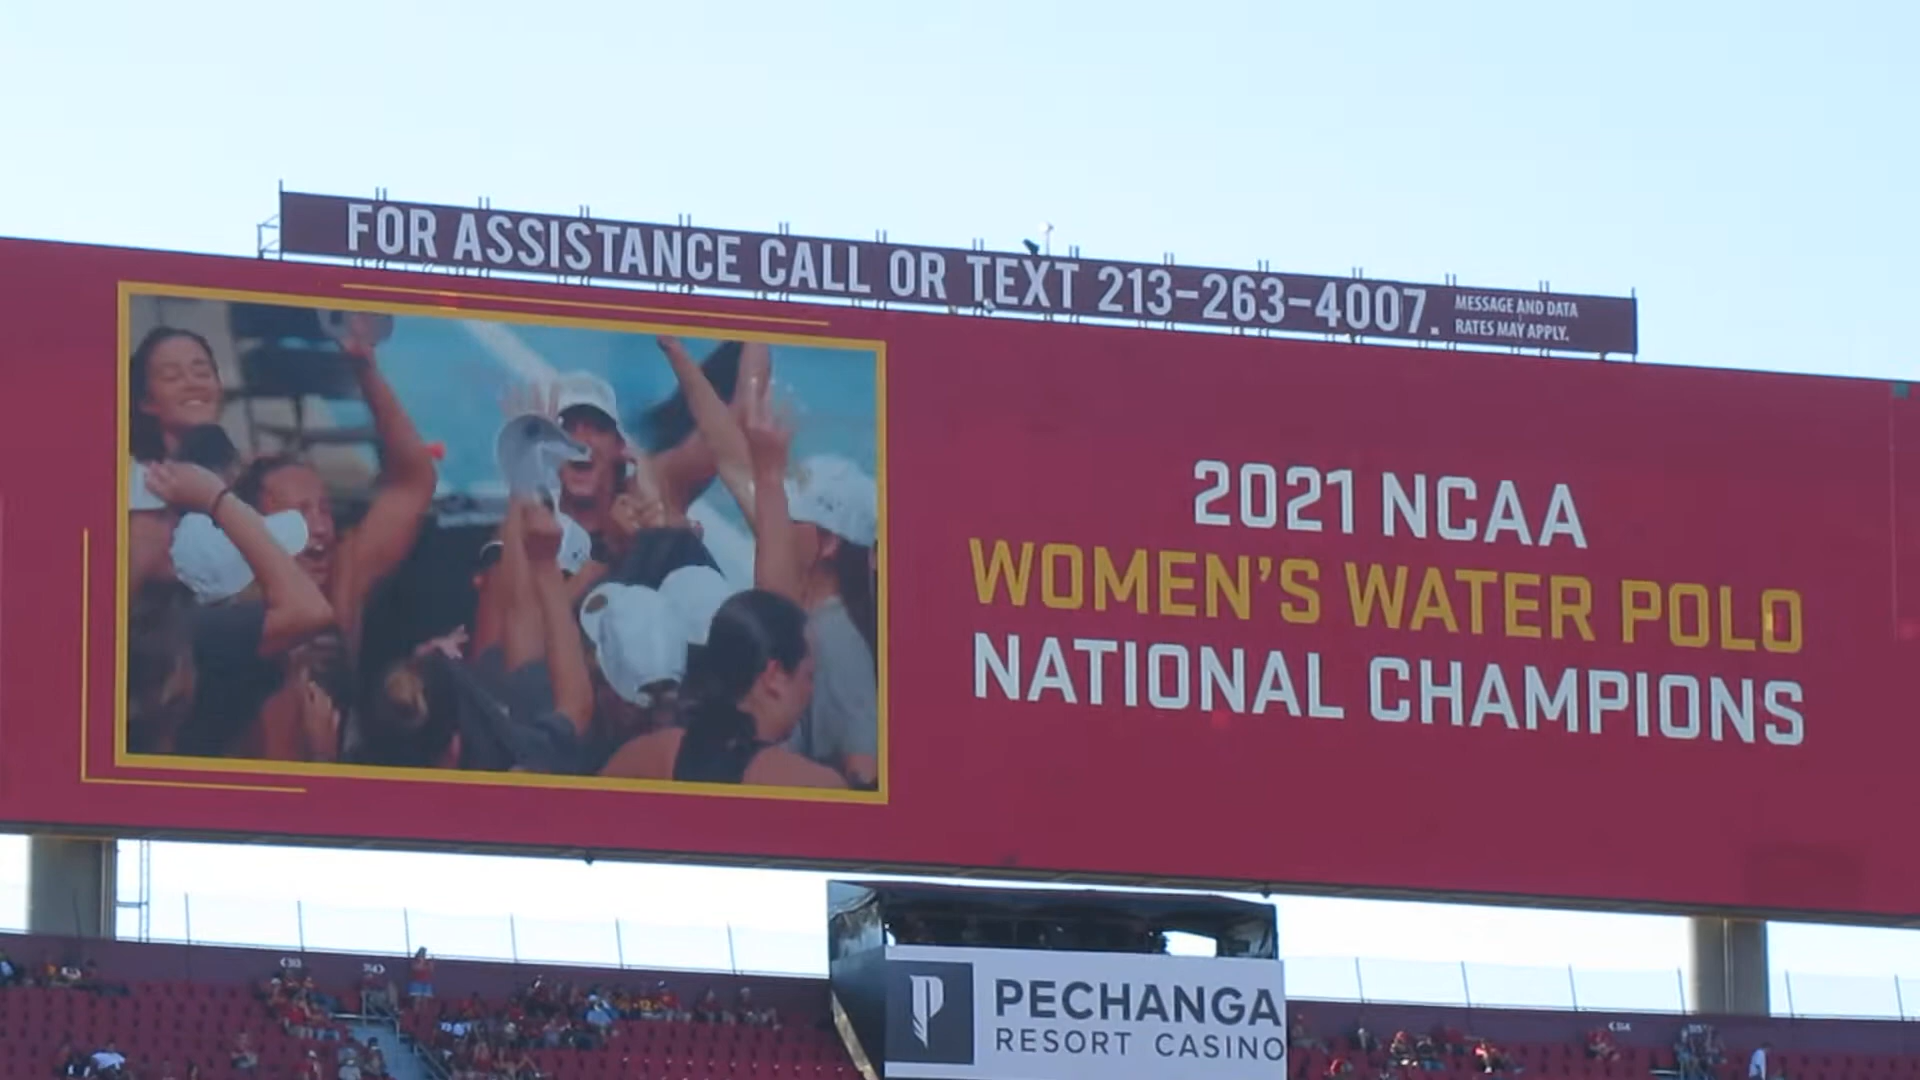 FOR ASSISTANCE CALL OR TEXT 213-263-4007.
MESSAGE AND DATA
RATES MAY APPLY.
2021 NCAA
WOMEN'S WATER POLO
NATIONAL CHAMPIONS
PECHANGA
RESORT CASINO